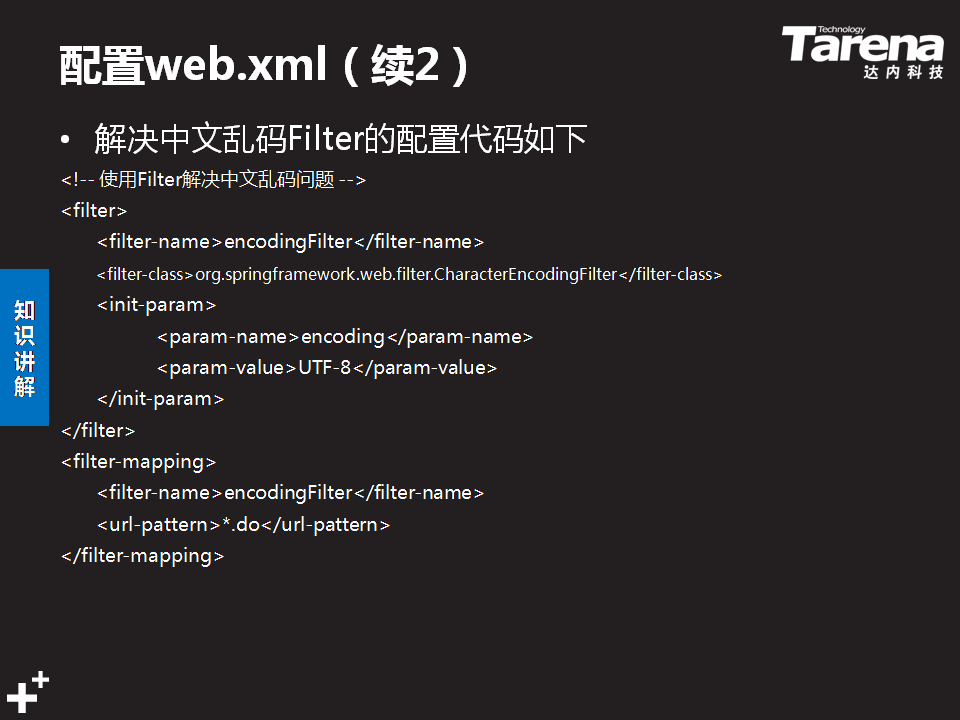 配置web.xml（续2）
Technology
Tarena
达内科技
• 解决中文乱码Filter的配置代码如下
<!-- 使用Filter解决中文乱码问题 -->
<filter>
<filter-name>encodingFilter</filter-name>
<filter-class>org.springframework.web.filter.CharacterEncodingFilter</filter-class>
<init-param>
<param-name>encoding</param-name>
<param-value>UTF-8</param-value>
</init-param>
</filter>
<filter-mapping>
<filter-name>encodingFilter</filter-name>
<url-pattern>*.do</url-pattern>
</filter-mapping>
知识讲解